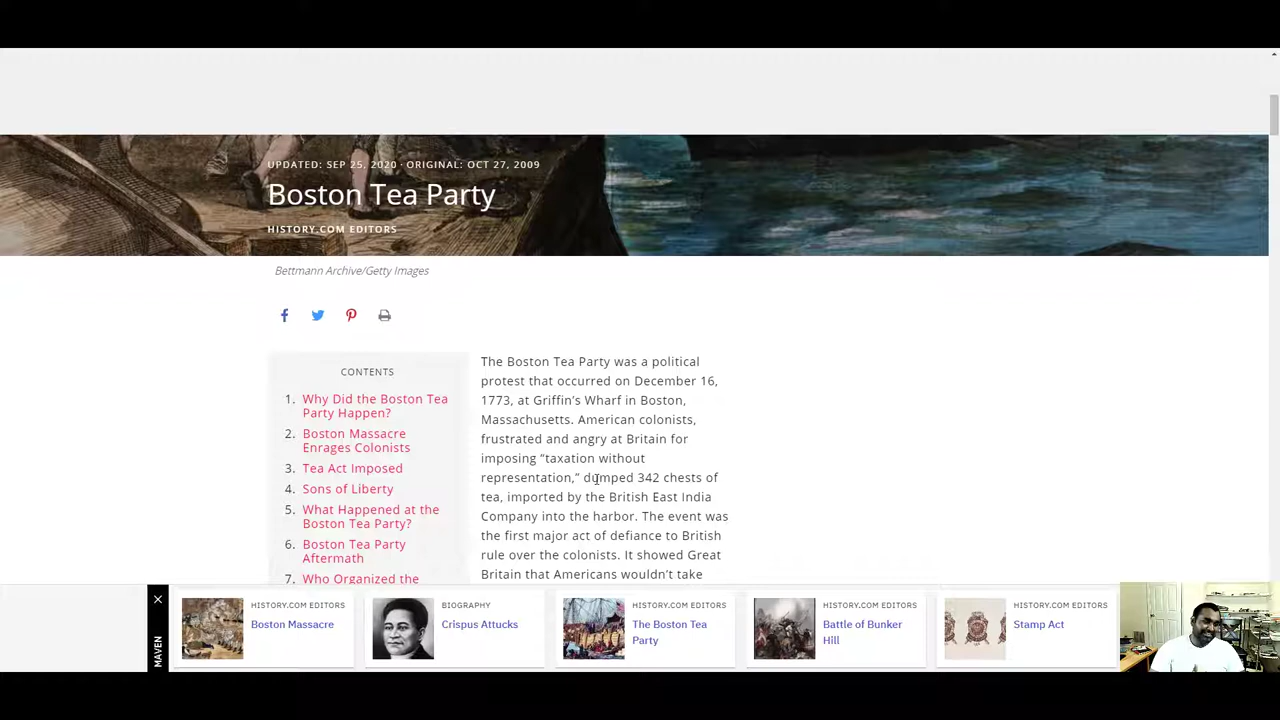 UPDATED: SEP 25, 2020 · ORIGINAL: OCT 27, 2009
Boston Tea Party
HISTORY.COM EDITORS
Bettmann Archive/Getty Images
CONTENTS
1. Why Did the Boston Tea
Party Happen?
2. Boston Massacre
Enrages Colonists
3. Tea Act Imposed
4. Sons of Liberty
5. What Happened at the
Boston Tea Party?
6. Boston Tea Party
Aftermath
7. Who Organized the
The Boston Tea Party was a political
protest that occurred on December 16,
1773, at Griffin's Wharf in Boston,
Massachusetts. American colonists,
frustrated and angry at Britain for
imposing “taxation without
representation,” dumped 342 chests of
tea, imported by the British East India
Company into the harbor. The event was
the first major act of defiance to British
rule over the colonists. It showed Great
Britain that Americans wouldn't take
MAVEN
HISTORY.COM EDITORS
Boston Massacre
BIOGRAPHY
Crispus Attucks
HISTORY.COM EDITORS
The Boston Tea
Party
HISTORY.COM EDITORS
Battle of Bunker
Hill
HISTORY.COM EDITORS
Stamp Act